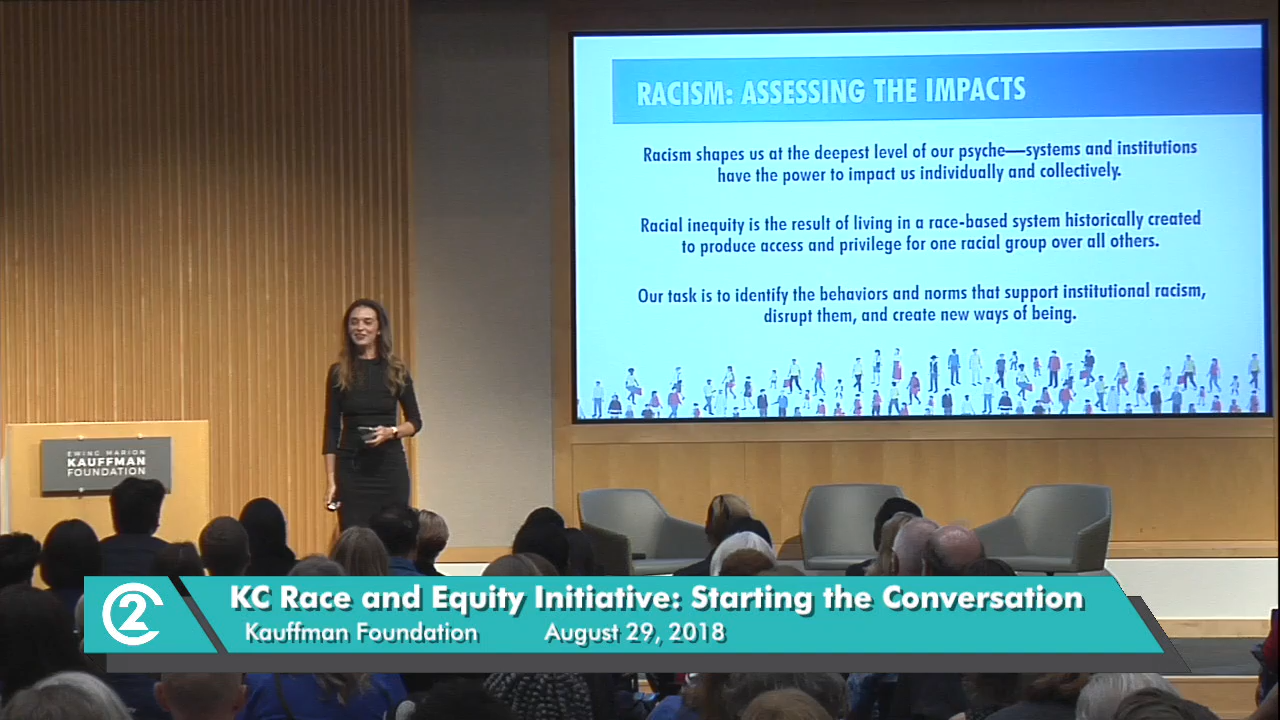 RACISM: ASSESSING THE IMPACTS
Racism shapes us at the deepest level of our psyche—systems and institutions
have the power to impact us individually and collectively.
Racial inequity is the result of living in a race-based system historically created
to produce access and privilege for one racial group over all others.
Our task is to identify the behaviors and norms that support institutional racism,
disrupt them, and create new ways of being.
EWING MARION
KAUFFMAN
FOUNDATION
2
KC Race and Equity Initiative: Starting the Conversation
Kauffman Foundation August 29, 2018